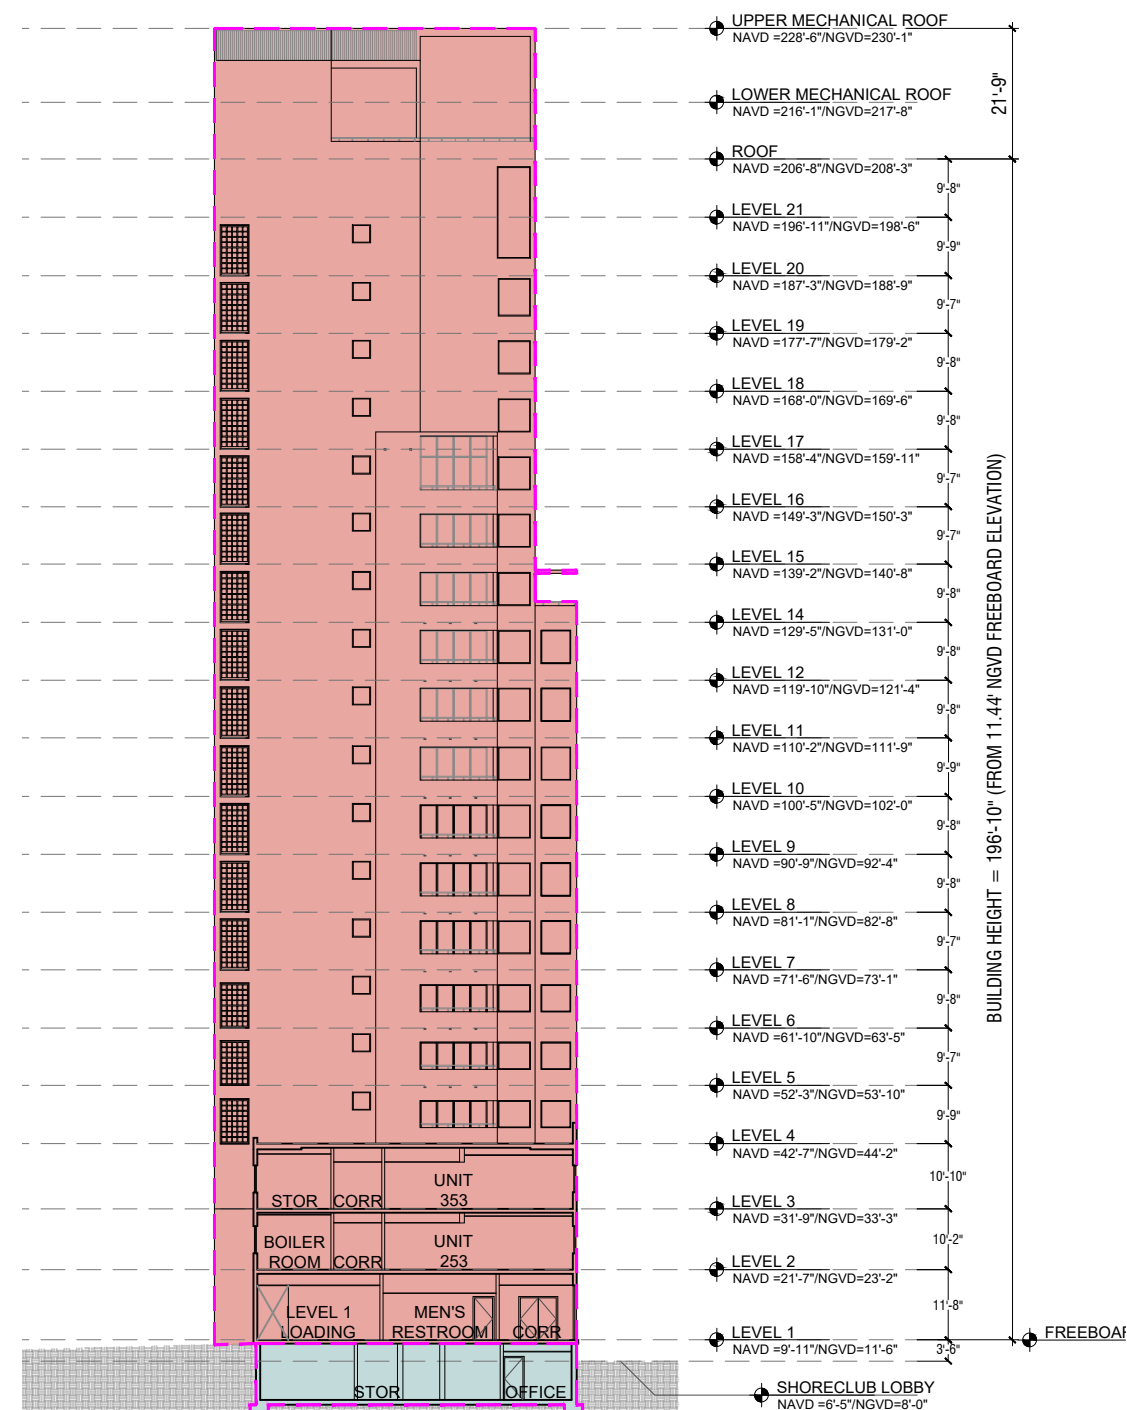 UPPER MECHANICAL ROOF
NAVD =228'-6"/NGVD=230'-1"
21'-9"
LOWER MECHANICAL ROOF
NAVD =216'-1"/NGVD=217'-8"
ROOF
NAVD =206'-8"/NGVD=208'-3"
9'-8"
LEVEL 21
NAVD =196'-11"/NGVD=198'-6"
9'-9"
LEVEL 20
NAVD =187'-3"/NGVD=188'-9"
9'-7"
LEVEL 19
NAVD =177'-7"/NGVD=179'-2"
9'-8"
LEVEL 18
NAVD =168'-0"/NGVD=169'-6"
9'-8"
LEVEL 17
NAVD =158'-4"/NGVD=159'-11"
9'-7"
LEVEL 16
NAVD =149'-3"/NGVD=150'-3"
9'-7"
LEVEL 15
NAVD =139'-2"/NGVD=140'-8"
9'-8"
LEVEL 14
NAVD =129'-5"/NGVD=131'-0"
9'-8"
LEVEL 12
NAVD =119'-10"/NGVD=121'-4"
9'-8"
LEVEL 11
NAVD =110'-2"/NGVD=111'-9"
9'-9"
LEVEL 10
NAVD =100'-5"/NGVD=102'-0"
9'-8"
LEVEL 9
NAVD =90'-9"/NGVD=92'-4"
9'-8"
LEVEL 8
NAVD =81'-1"/NGVD=82'-8"
9'-7"
LEVEL 7
NAVD =71'-6"/NGVD=73'-1"
9'-8"
LEVEL 6
NAVD =61'-10"/NGVD=63'-5"
9'-7"
LEVEL 5
NAVD =52'-3"/NGVD=53'-10"
9'-9"
LEVEL 4
NAVD =42'-7"/NGVD=44'-2"
10'-10"
LEVEL 3
NAVD =31'-9"/NGVD=33'-3"
10'-2"
LEVEL 2
NAVD =21'-7"/NGVD=23'-2"
11'-8"
LEVEL 1
NAVD =9'-11"/NGVD=11'-6"
3'-6"
BUILDING HEIGHT = 196'-10" (FROM 11.44' NGVD FREEBOARD ELEVATION)
FREEBOAR
SHORECLUB LOBBY
NAVD =6'-5"/NGVD=8'-0"
STOR
CORR
UNIT
353
BOILER
ROOM
CORR
UNIT
253
LEVEL 1
LOADING
MEN'S
RESTROOM
CORR
STOR
OFFICE